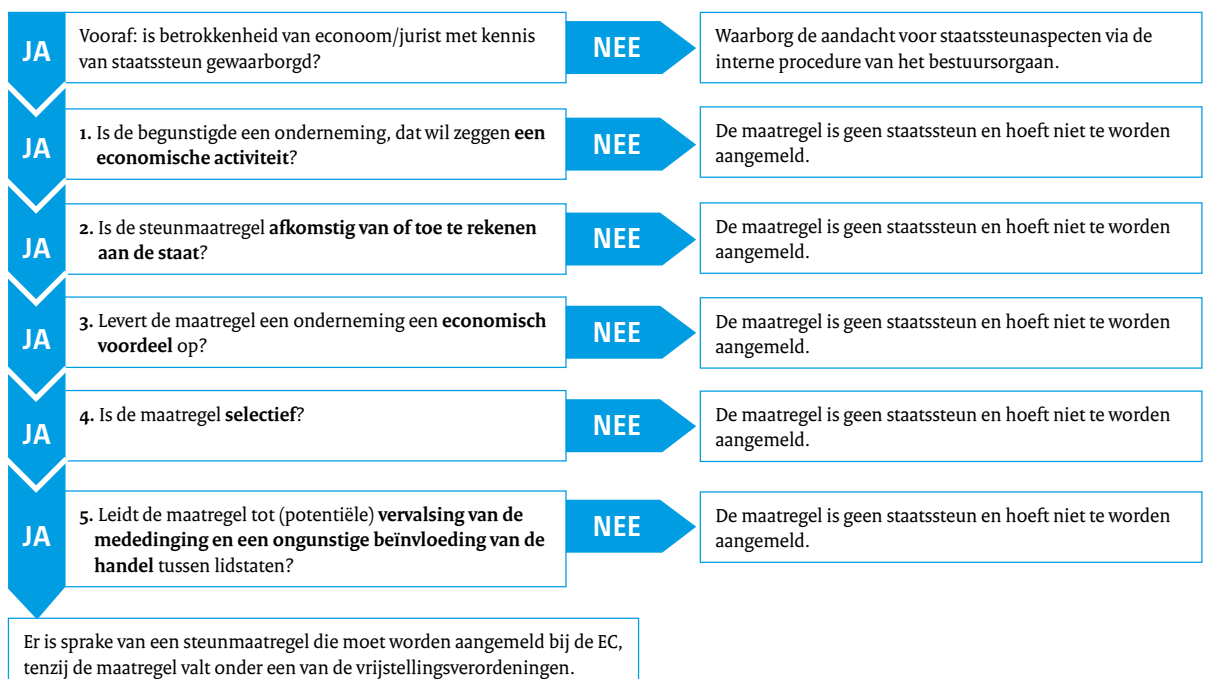 JA
Vooraf: is betrokkenheid van econoom/jurist met kennis
van staatssteun gewaarborgd?
NEE
Waarborg de aandacht voor staatssteunaspecten via de
interne procedure van het bestuursorgaan.
JA
1. Is de begunstigde een onderneming, dat wil zeggen een
economische activiteit?
NEE
De maatregel is geen staatssteun en hoeft niet te worden
aangemeld.
JA
2. Is de steunmaatregel afkomstig van of toe te rekenen
aan de staat?
NEE
De maatregel is geen staatssteun en hoeft niet te worden
aangemeld.
JA
3. Levert de maatregel een onderneming een economisch
voordeel op?
NEE
De maatregel is geen staatssteun en hoeft niet te worden
aangemeld.
JA
4. Is de maatregel selectief?
NEE
De maatregel is geen staatssteun en hoeft niet te worden
aangemeld.
JA
5. Leidt de maatregel tot (potentiële) vervalsing van de
mededinging en een ongunstige beïnvloeding van de
handel tussen lidstaten?
NEE
De maatregel is geen staatssteun en hoeft niet te worden
aangemeld.
Er is sprake van een steunmaatregel die moet worden aangemeld bij de EC,
tenzij de maatregel valt onder een van de vrijstellingsverordeningen.